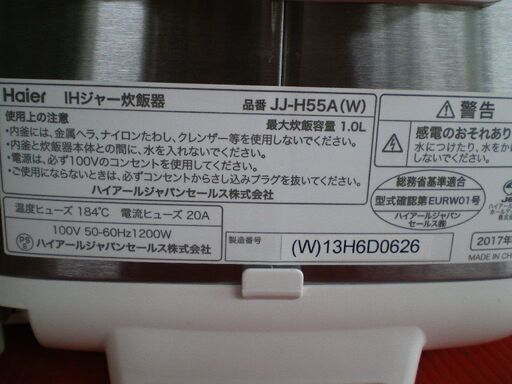 Haier IHジャー炊飯器 品番 JJ-H55A(W)
使用上の注意 最大炊飯容量 1.0L
・内釜には、金属ヘラ、ナイロンたわし、クレンザー等を使用しないでください。
・内釜と炊飯器本体との間に、水を入れないでください。
・電源は、必ず100Vのコンセントを使用してください。
・ご使用にならないときは、必ずコンセントからさし込みプラグを抜いてください。
ハイアールジャパンセールス株式会社
温度ヒューズ 184℃ 電流ヒューズ 20A
100V 50-60Hz1200W
ハイアールジャパンセールス株式会社
PS
E
製造番号 (W)13H6D0626
警告
感電のおそれあり
水につけたり、水をか
しないでください
総務省基準適合
型式確認第EURW01号
ハイアールジャパン
セールス㈱
2017年
MADE IN CH